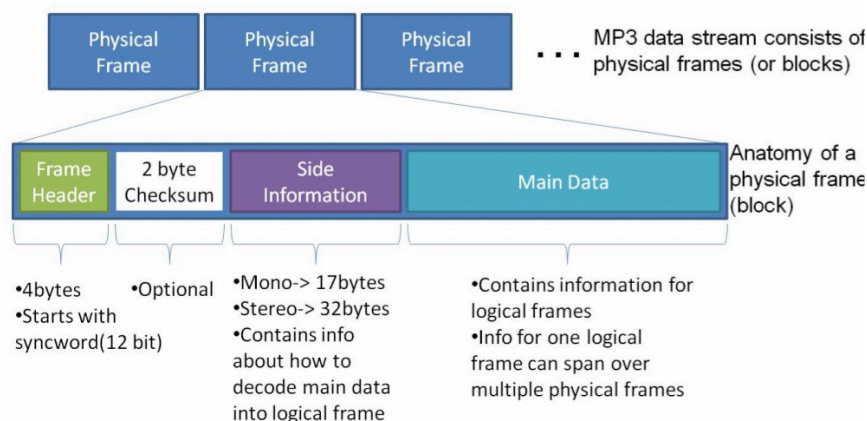 Physical
Frame
Physical
Frame
Physical
Frame
... MP3 data stream consists of
physical frames (or blocks)
Frame
Header
2 byte
Checksum
Side
Information
Main Data
Anatomy of a
physical frame
(block)
•4bytes
•Starts with
syncword(12 bit)
•Optional
•Mono-> 17bytes
•Stereo-> 32bytes
•Contains info
about how to
decode main data
into logical frame
•Contains information for
logical frames
•Info for one logical
frame can span over
multiple physical frames